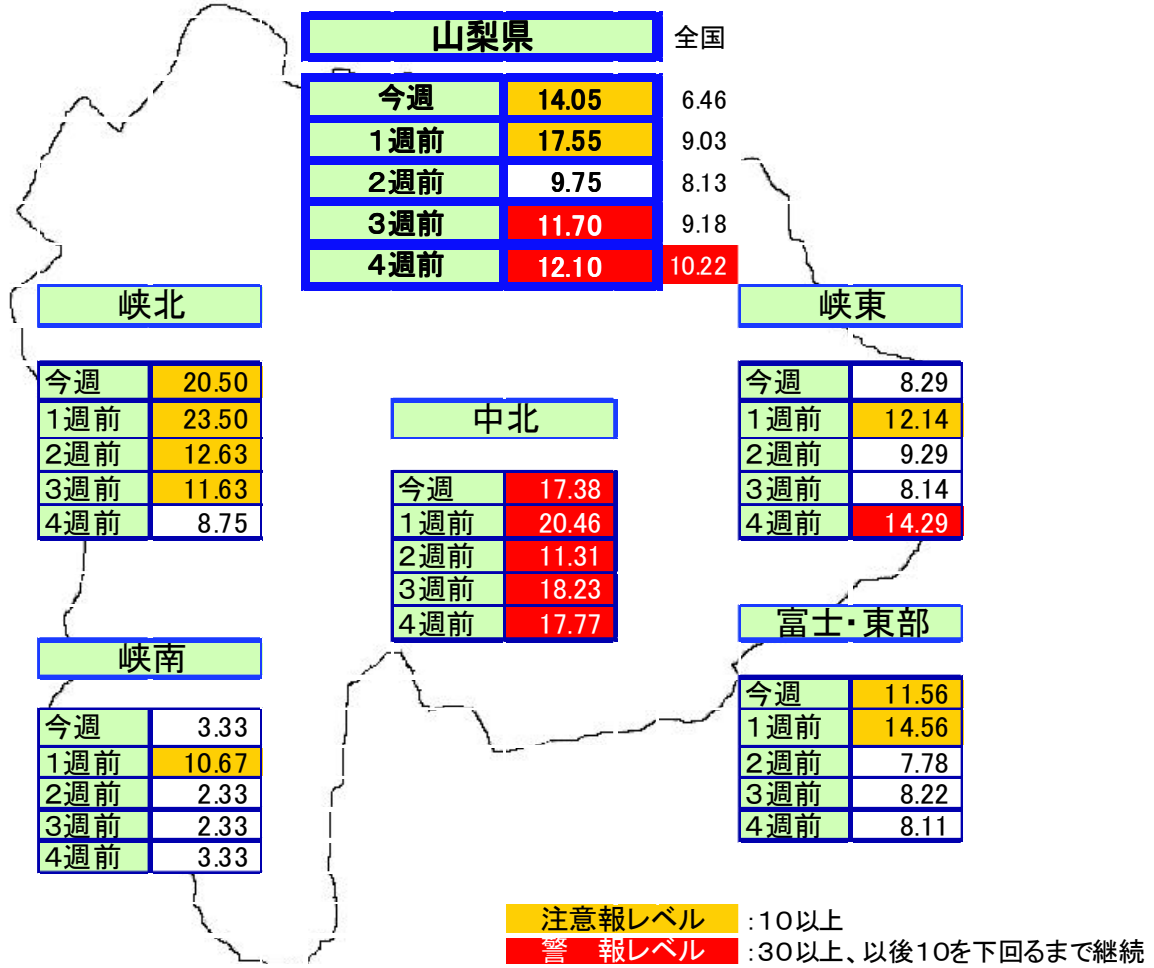 山梨県 全国
今週 14.05 6.46
1週前 17.55 9.03
2週前 9.75 8.13
3週前 11.70 9.18
4週前 12.10 10.22
峡北
今週 20.50
1週前 23.50
2週前 12.63
3週前 11.63
4週前 8.75
中北
今週 17.38
1週前 20.46
2週前 11.31
3週前 18.23
4週前 17.77
峡東
今週 8.29
1週前 12.14
2週前 9.29
3週前 8.14
4週前 14.29
峡南
今週 3.33
1週前 10.67
2週前 2.33
3週前 2.33
4週前 3.33
富士・東部
今週 11.56
1週前 14.56
2週前 7.78
3週前 8.22
4週前 8.11
注意報レベル :10以上
警　報レベル :30以上、以後10を下回るまで継続